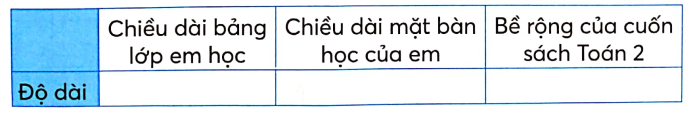 Chiều dài bảng lớp em học
Chiều dài mặt bàn học của em
Bề rộng của cuốn sách Toán 2
Độ dài